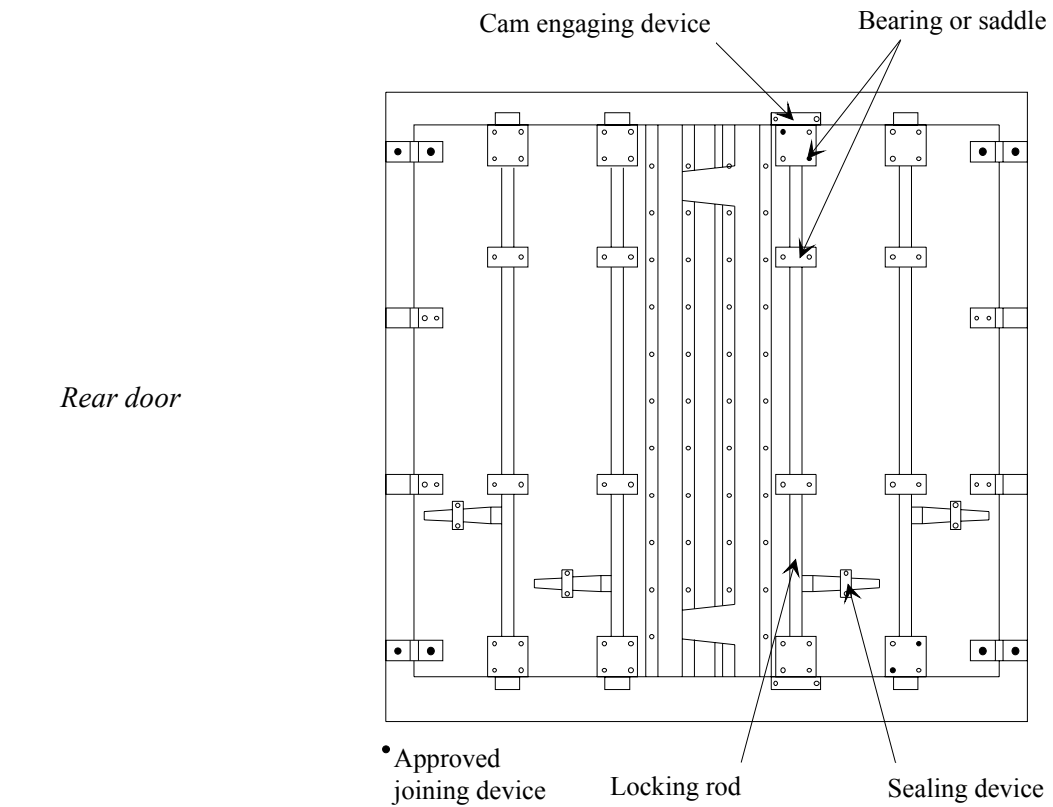 Cam engaging device
Bearing or saddle
Rear door
Approved
joining device
Locking rod
Sealing device